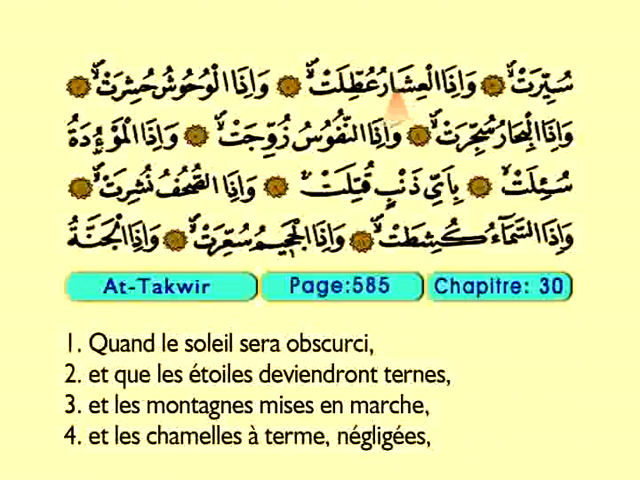 سُيِّرَتْ وَإِذَا الْعِشَارُ عُطِّلَتْ وَإِذَا الْوُحُوشُ حُشِرَتْ
وَإِذَا الْبِحَارُ سُجِّرَتْ وَإِذَا النُّفُوسُ زُوِّجَتْ وَإِذَا الْمَوْءُدَةُ
سُئِلَتْ بِأَيِّ ذَنْبٍ قُتِلَتْ وَإِذَا الصُّحُفُ نُشِرَتْ
وَإِذَا السَّمَاءُ كُشِطَتْ وَإِذَا الْجَحِيمُ سُعِّرَتْ وَإِذَا الْجَنَّةُ
At-Takwir Page:585 Chapitre: 30
1. Quand le soleil sera obscurci,
2. et que les étoiles deviendront ternes,
3. et les montagnes mises en marche,
4. et les chamelles à terme, négligées,